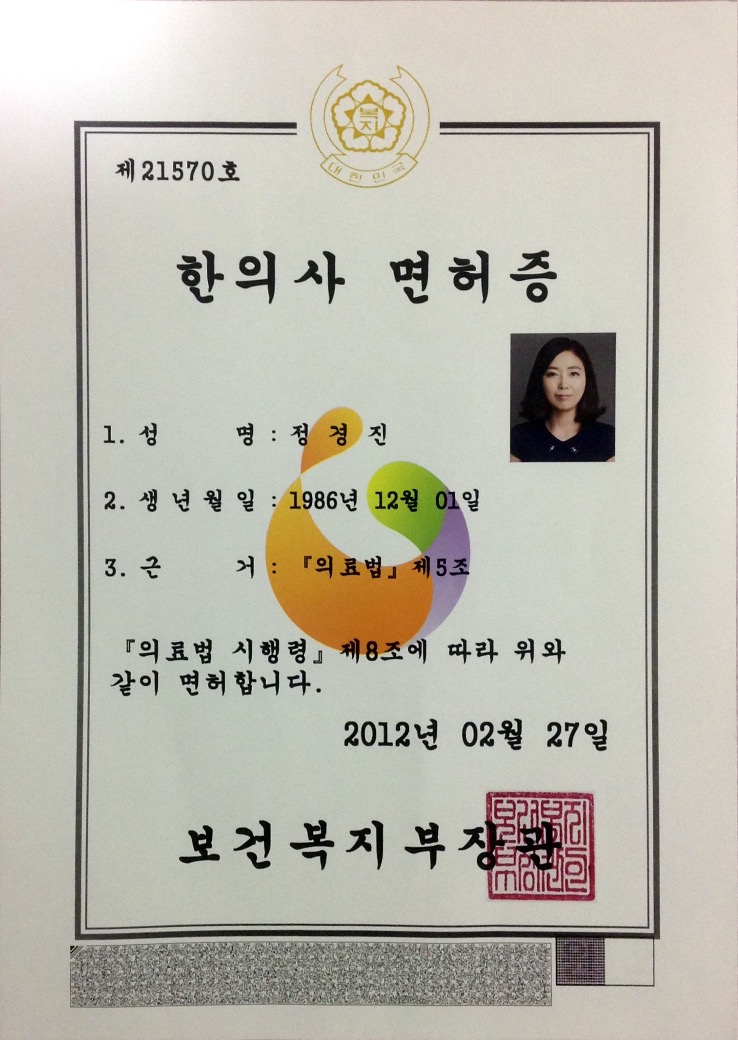 복지
대한민국
제21570호
한의사 면허증
1. 성 명 : 정 경 진
2. 생년월일 : 1986년 12월 01일
3. 근 거 : 『의료법』제5조
『의료법 시행령』제8조에 따라 위와
같이 면허합니다.
2012년 02월 27일
보건복지부장관